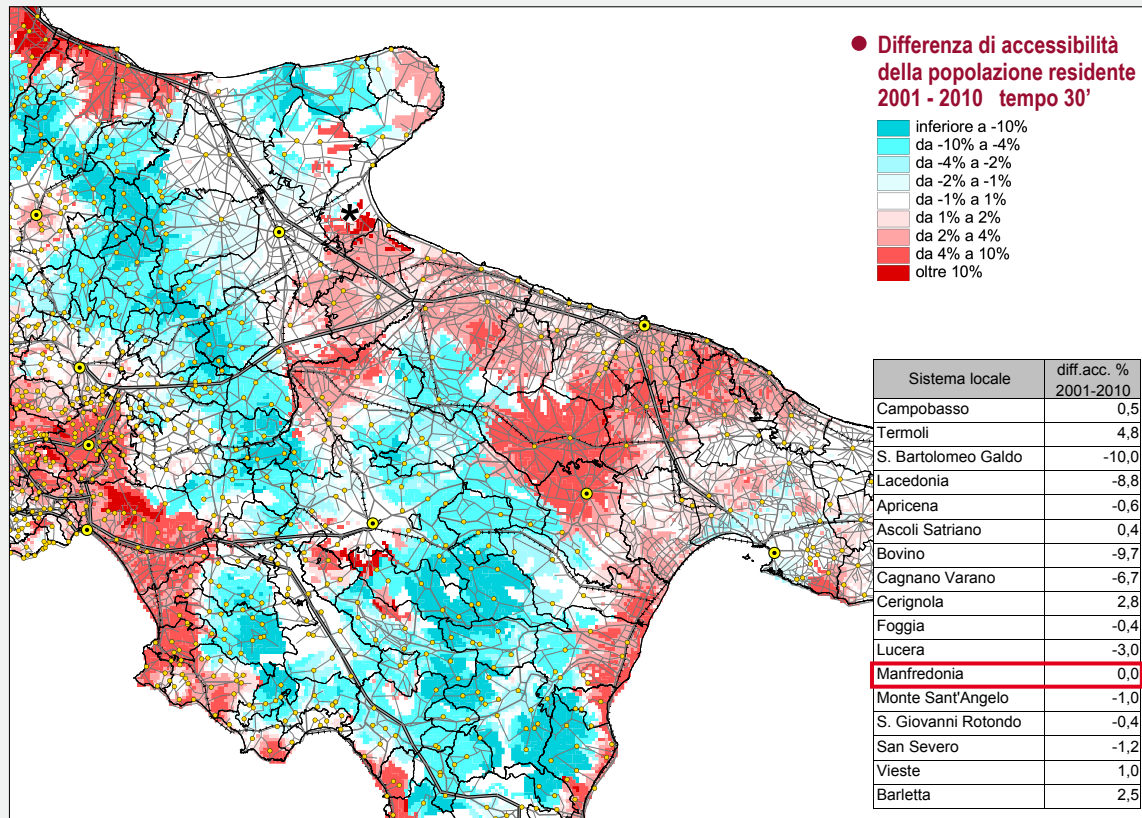 ● Differenza di accessibilità
della popolazione residente
2001 - 2010 tempo 30’
inferiore a -10%
da -10% a -4%
da -4% a -2%
da -2% a -1%
da -1% a 1%
da 1% a 2%
da 2% a 4%
da 4% a 10%
oltre 10%
*
Sistema locale diff.acc. %
2001-2010
Campobasso 0,5
Termoli 4,8
S. Bartolomeo Galdo -10,0
Lacedonia -8,8
Apricena -0,6
Ascoli Satriano 0,4
Bovino -9,7
Cagnano Varano -6,7
Cerignola 2,8
Foggia -0,4
Lucera -3,0
Manfredonia 0,0
Monte Sant'Angelo -1,0
S. Giovanni Rotondo -0,4
San Severo -1,2
Vieste 1,0
Barletta 2,5